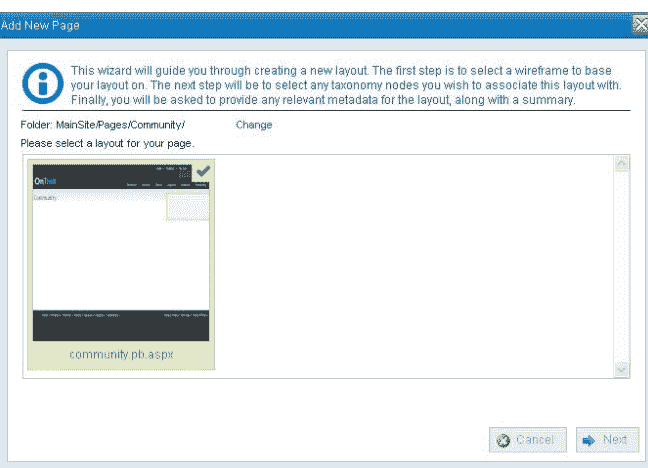 Add New Page
This wizard will guide you through creating a new layout. The first step is to select a wireframe to base
your layout on. The next step will be to select any taxonomy nodes you wish to associate this layout with.
Finally, you will be asked to provide any relevant metadata for the layout, along with a summary.
Folder: MainSite/Pages/Community/ Change
Please select a layout for your page.
OnTrek
Community
community.pb.aspx
Cancel Next